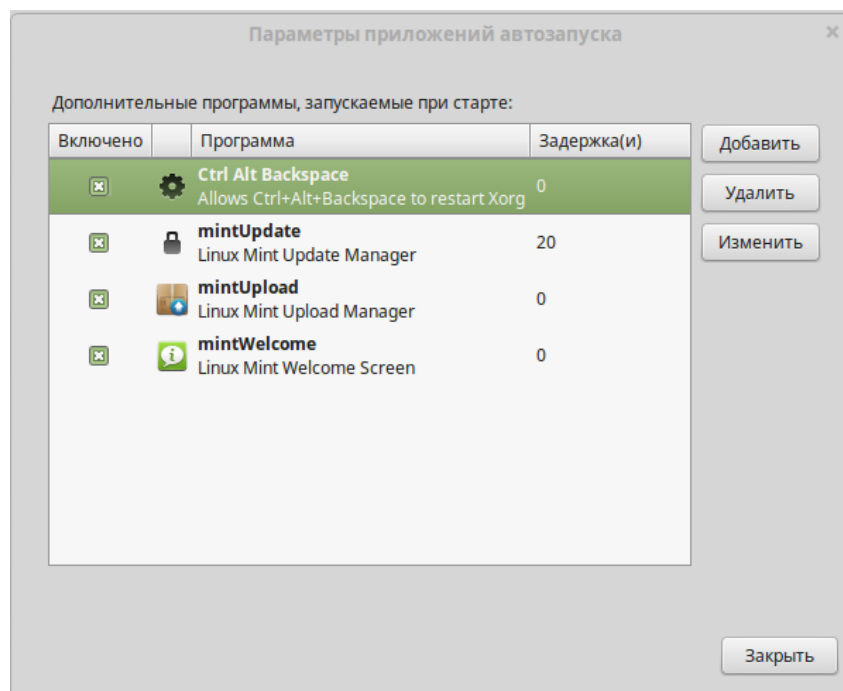 Параметры приложений автозапуска
Дополнительные программы, запускаемые при старте:
Включено Программа Задержка(и)
Добавить
Ctrl Alt Backspace
Allows Ctrl+Alt+Backspace to restart Xorg 0
Удалить
mintUpdate
Linux Mint Update Manager 20
Изменить
mintUpload
Linux Mint Upload Manager 0
mintWelcome
Linux Mint Welcome Screen 0
Закрыть